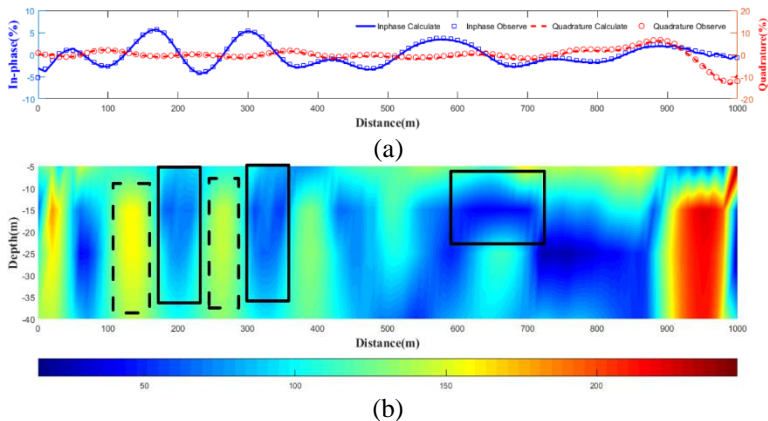 Inphase Calculate Inphase Observe Quadrature Calculate Quadrature Observe
In-phase(%)
10
5
0
-5
-10
Quadrature(%)
20
10
0
-10
-20
0 100 200 300 400 500 600 700 800 900 1000
Distance(m)
(a)
Depth(m)
-5
-10
-15
-20
-25
-30
-35
-40
0 100 200 300 400 500 600 700 800 900 1000
Distance(m)
50 100 150 200
(b)